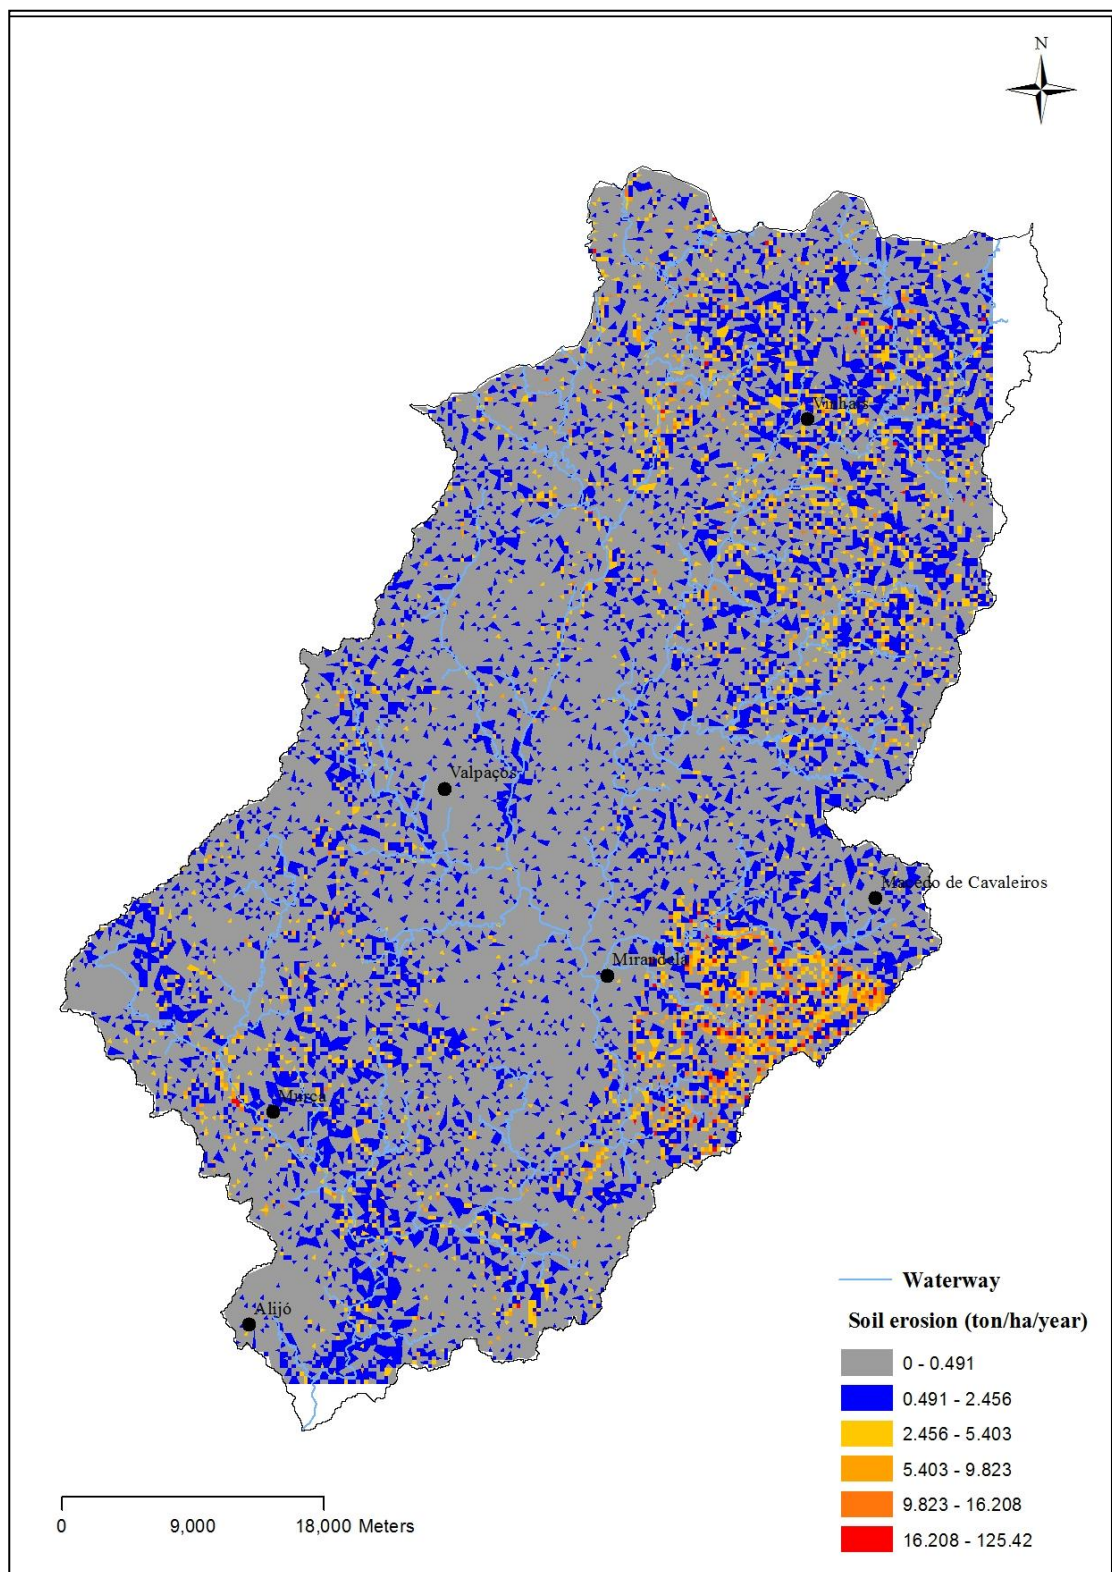 N
Vinhais
Valpaços
Macedo de Cavaleiros
Mirandela
Murça
Alijó
Waterway
Soil erosion (ton/ha/year)
0 - 0.491
0.491 - 2.456
2.456 - 5.403
5.403 - 9.823
9.823 - 16.208
16.208 - 125.42
0 9,000 18,000 Meters